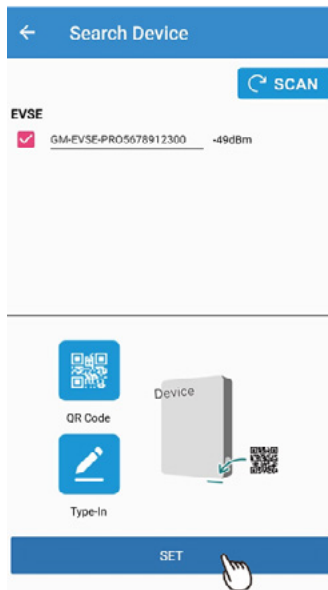 Search Device
SCAN
EVSE
GM-EVSE-PRO5678912300 -49dBm
Device
QR Code
Type-In
SET